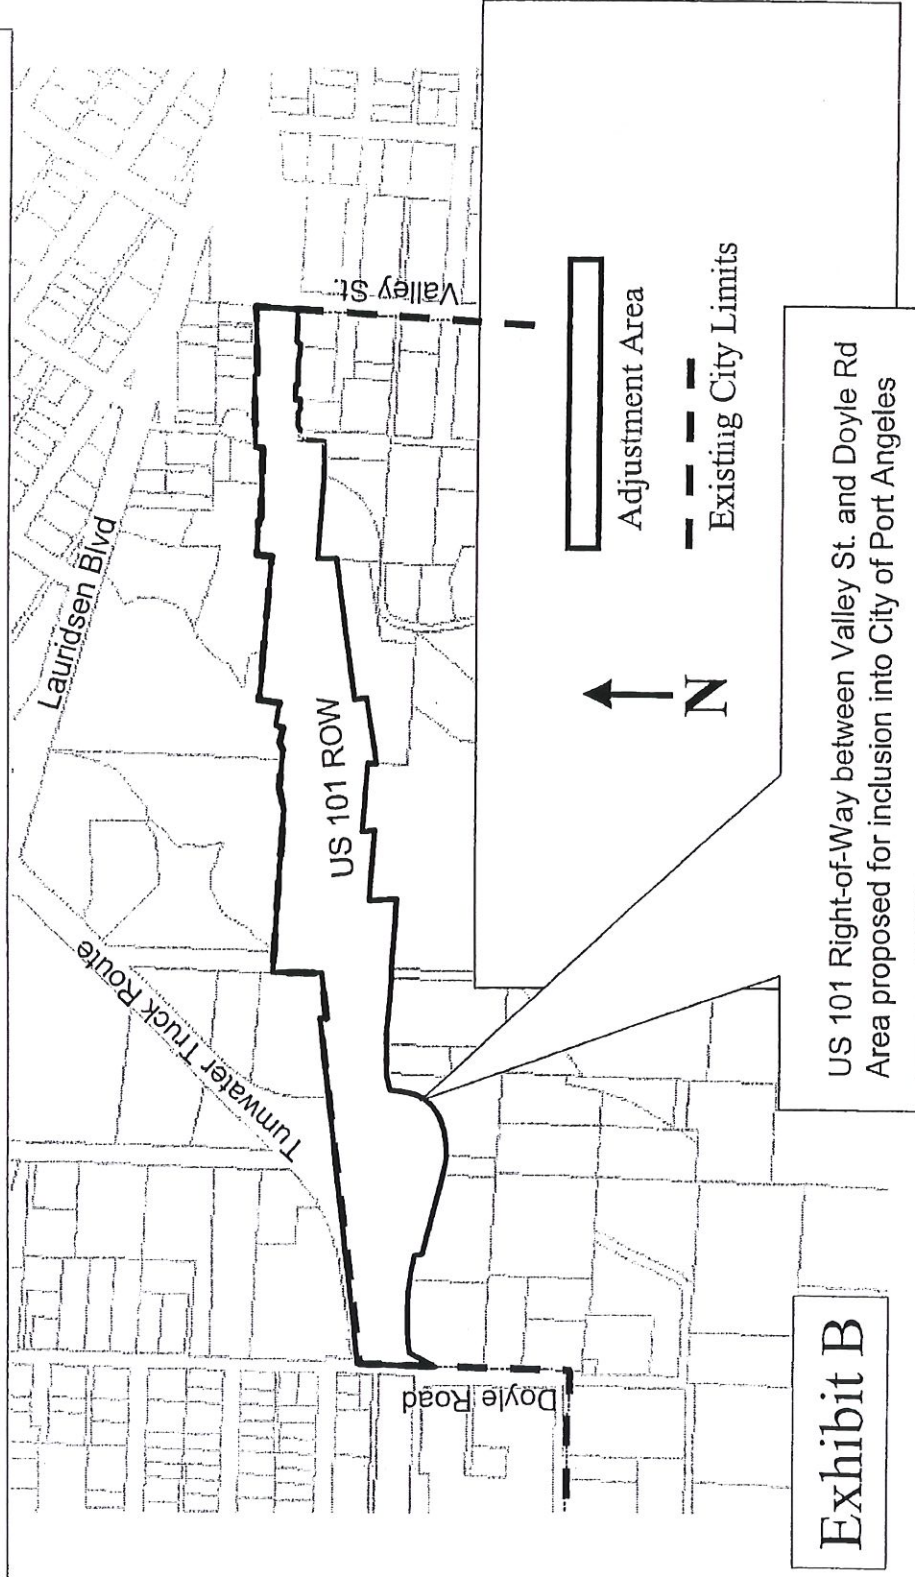 Lauridsen Blvd
Tumwater Truck Route
US 101 ROW
Valley St.
Doyle Road
N
Adjustment Area
Existing City Limits
US 101 Right-of-Way between Valley St. and Doyle Rd
Area proposed for inclusion into City of Port Angeles
Exhibit B